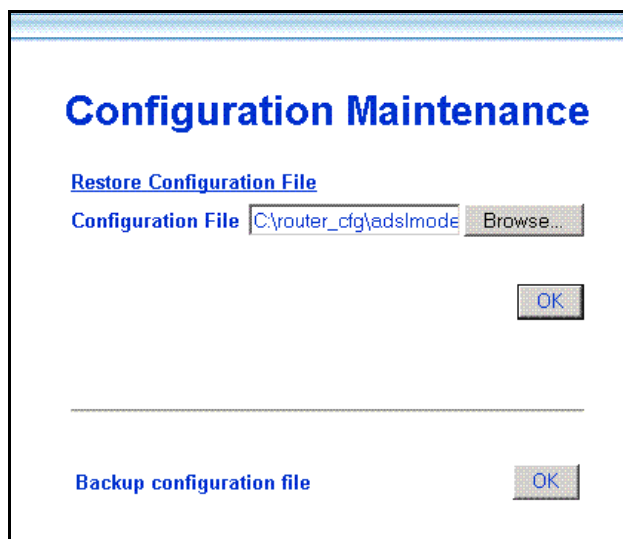 Configuration Maintenance
Restore Configuration File
Configuration File C:\router_cfg\adslmode Browse...
OK
Backup configuration file OK